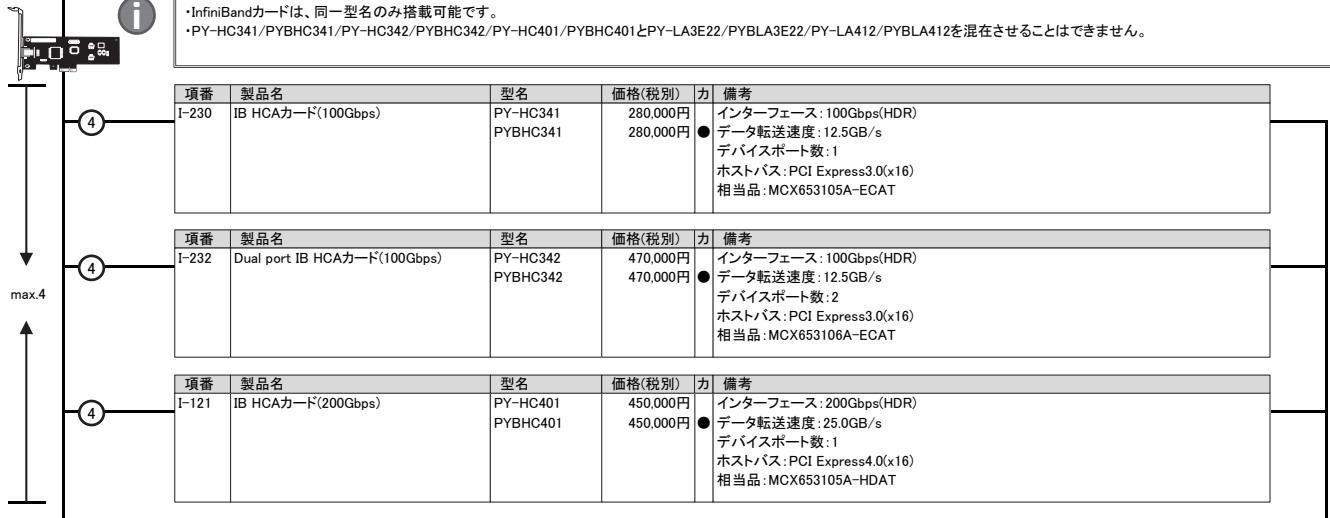 ・InfiniBandカードは、同一型名のみ搭載可能です。
・PY-HC341/PYBHC341/PY-HC342/PYBHC342/PY-HC401/PYBHC401とPY-LA3E22/PYBLA3E22/PY-LA412/PYBLA412を混在させることはできません。
項番 製品名 型名 価格(税別) カ 備考
④ I-230 IB HCAカード(100Gbps) PY-HC341 280,000円 インターフェース:100Gbps(HDR)
PYBHC341 280,000円 ● データ転送速度:12.5GB/s
デバイスポート数:1
ホストバス:PCI Express3.0(x16)
相当品:MCX653105A-ECAT
項番 製品名 型名 価格(税別) カ 備考
④ I-232 Dual port IB HCAカード(100Gbps) PY-HC342 470,000円 インターフェース:100Gbps(HDR)
PYBHC342 470,000円 ● データ転送速度:12.5GB/s
max.4
デバイスポート数:2
ホストバス:PCI Express3.0(x16)
相当品:MCX653106A-ECAT
項番 製品名 型名 価格(税別) カ 備考
④ I-121 IB HCAカード(200Gbps) PY-HC401 450,000円 インターフェース:200Gbps(HDR)
PYBHC401 450,000円 ● データ転送速度:25.0GB/s
デバイスポート数:1
ホストバス:PCI Express4.0(x16)
相当品:MCX653105A-HDAT